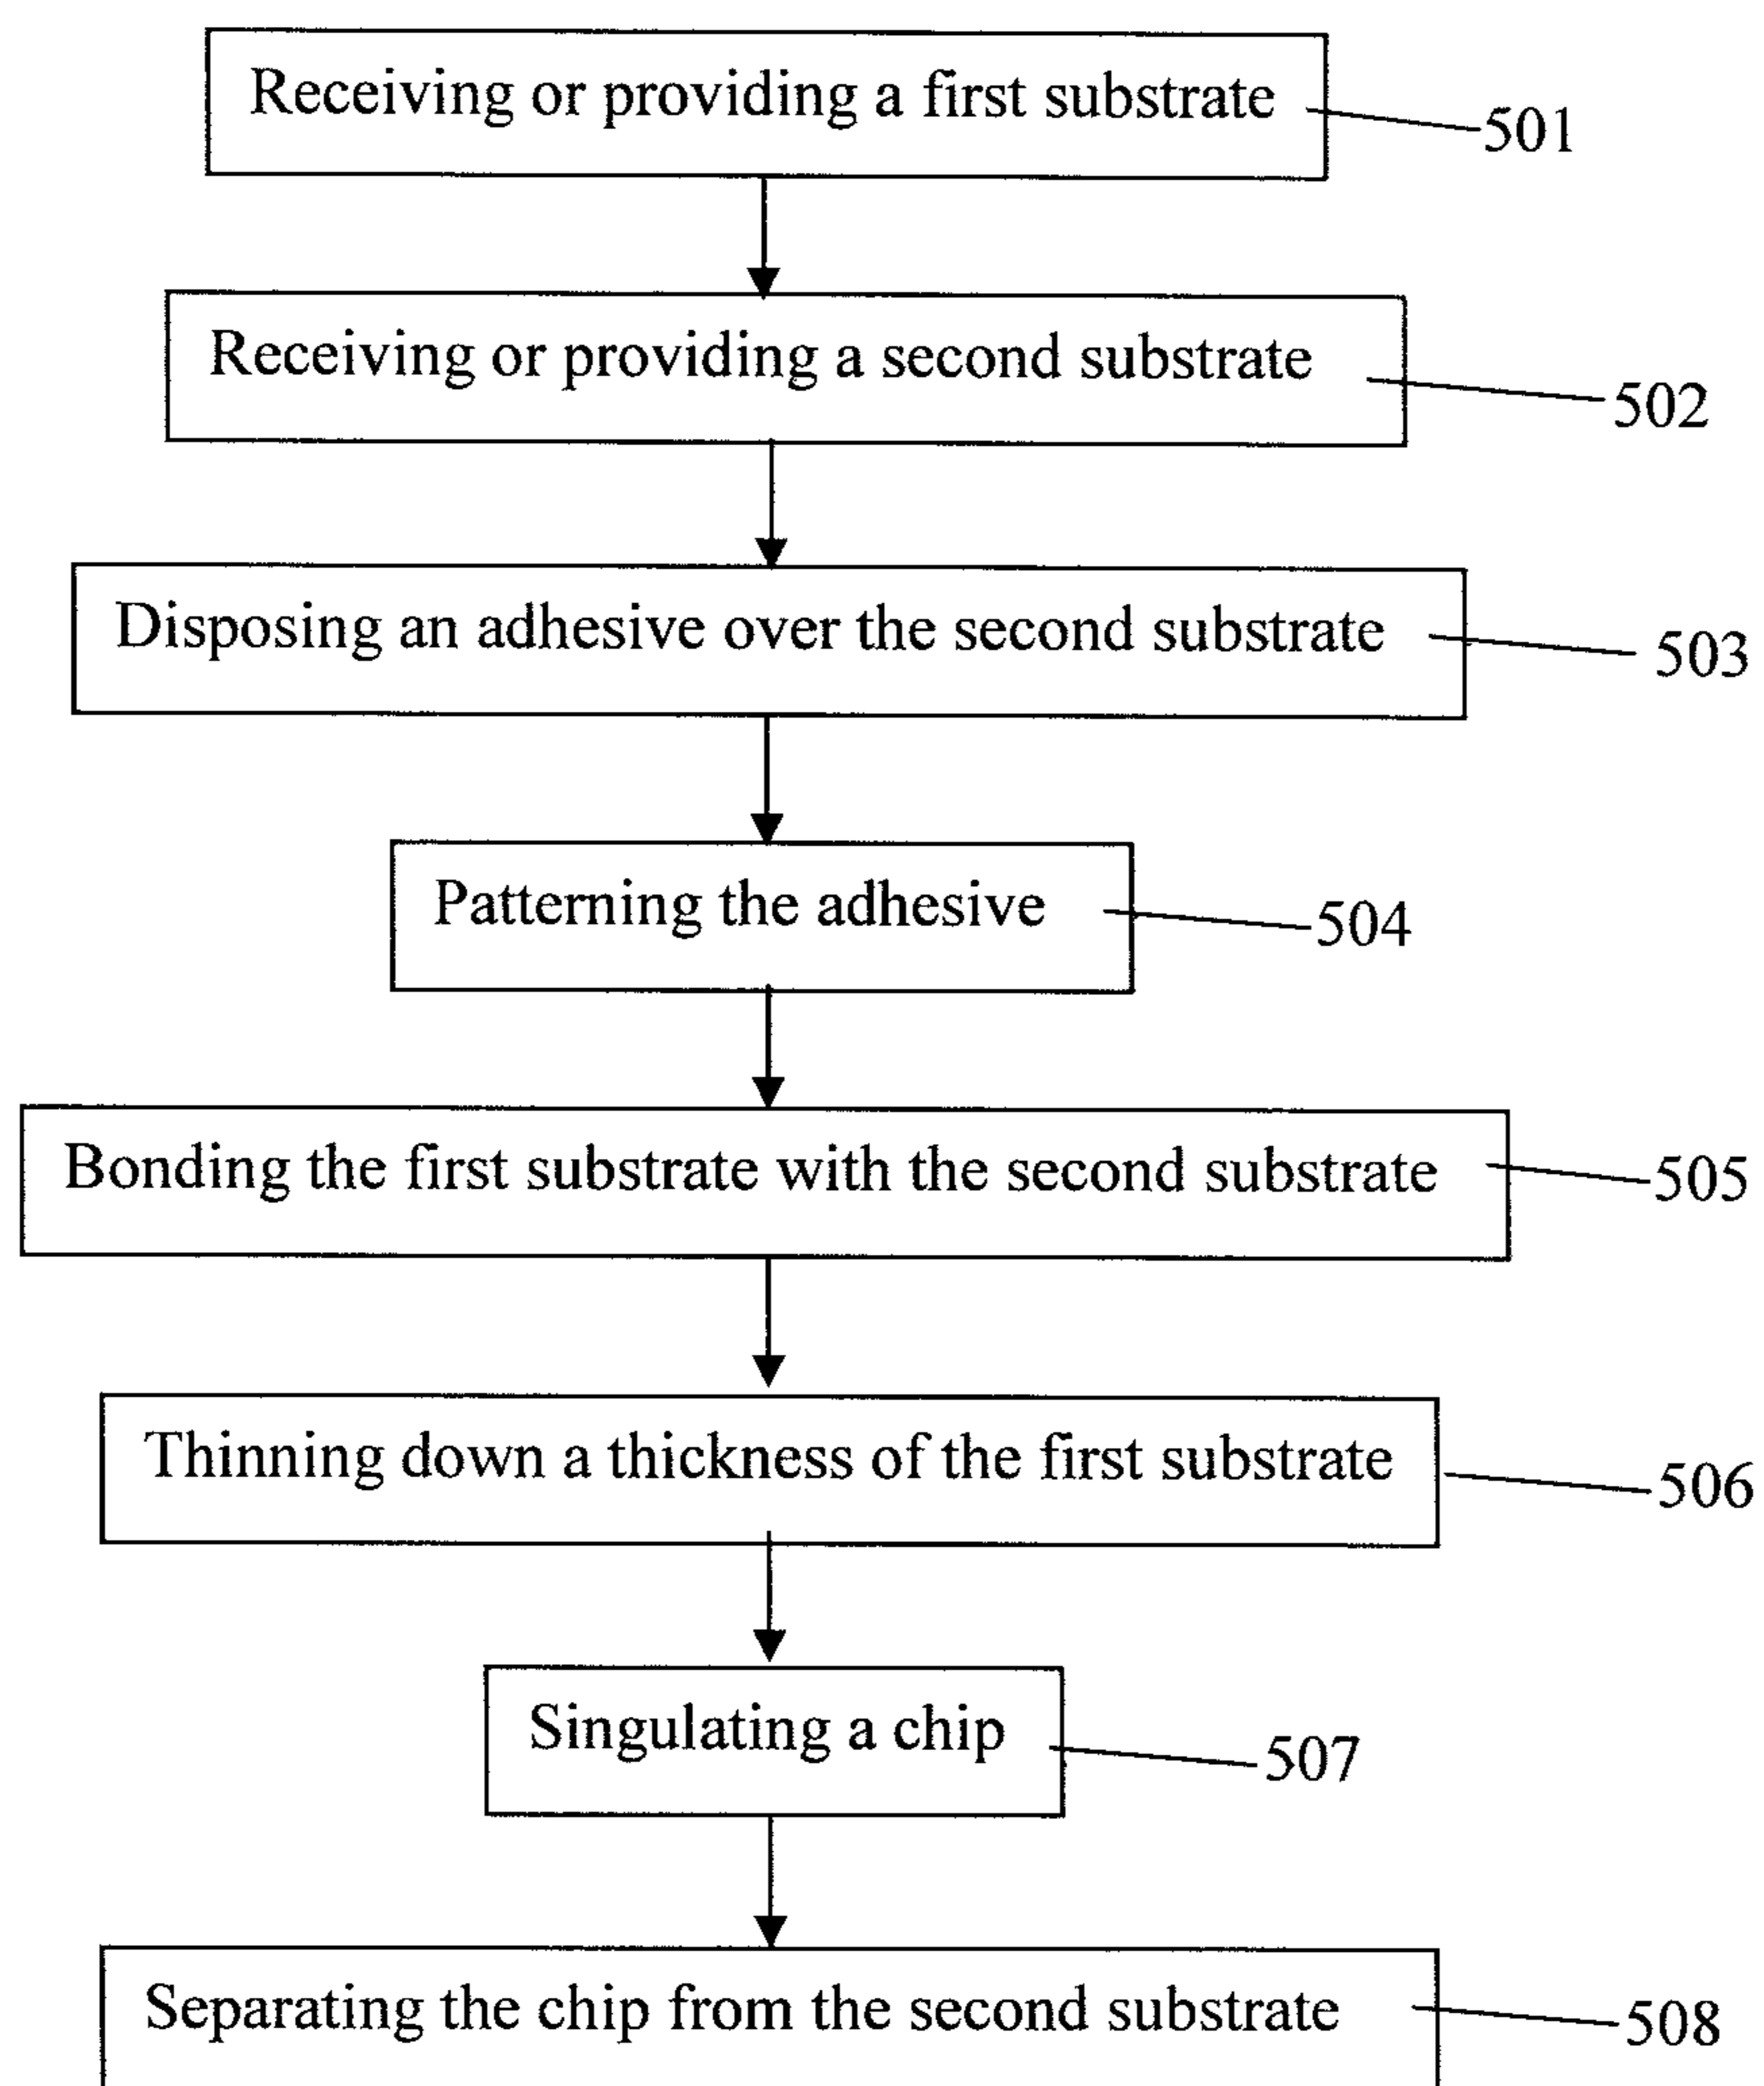 Receiving or providing a first substrate
501
Receiving or providing a second substrate
502
Disposing an adhesive over the second substrate
503
Patterning the adhesive
504
Bonding the first substrate with the second substrate
505
Thinning down a thickness of the first substrate
506
Singulating a chip
507
Separating the chip from the second substrate
508